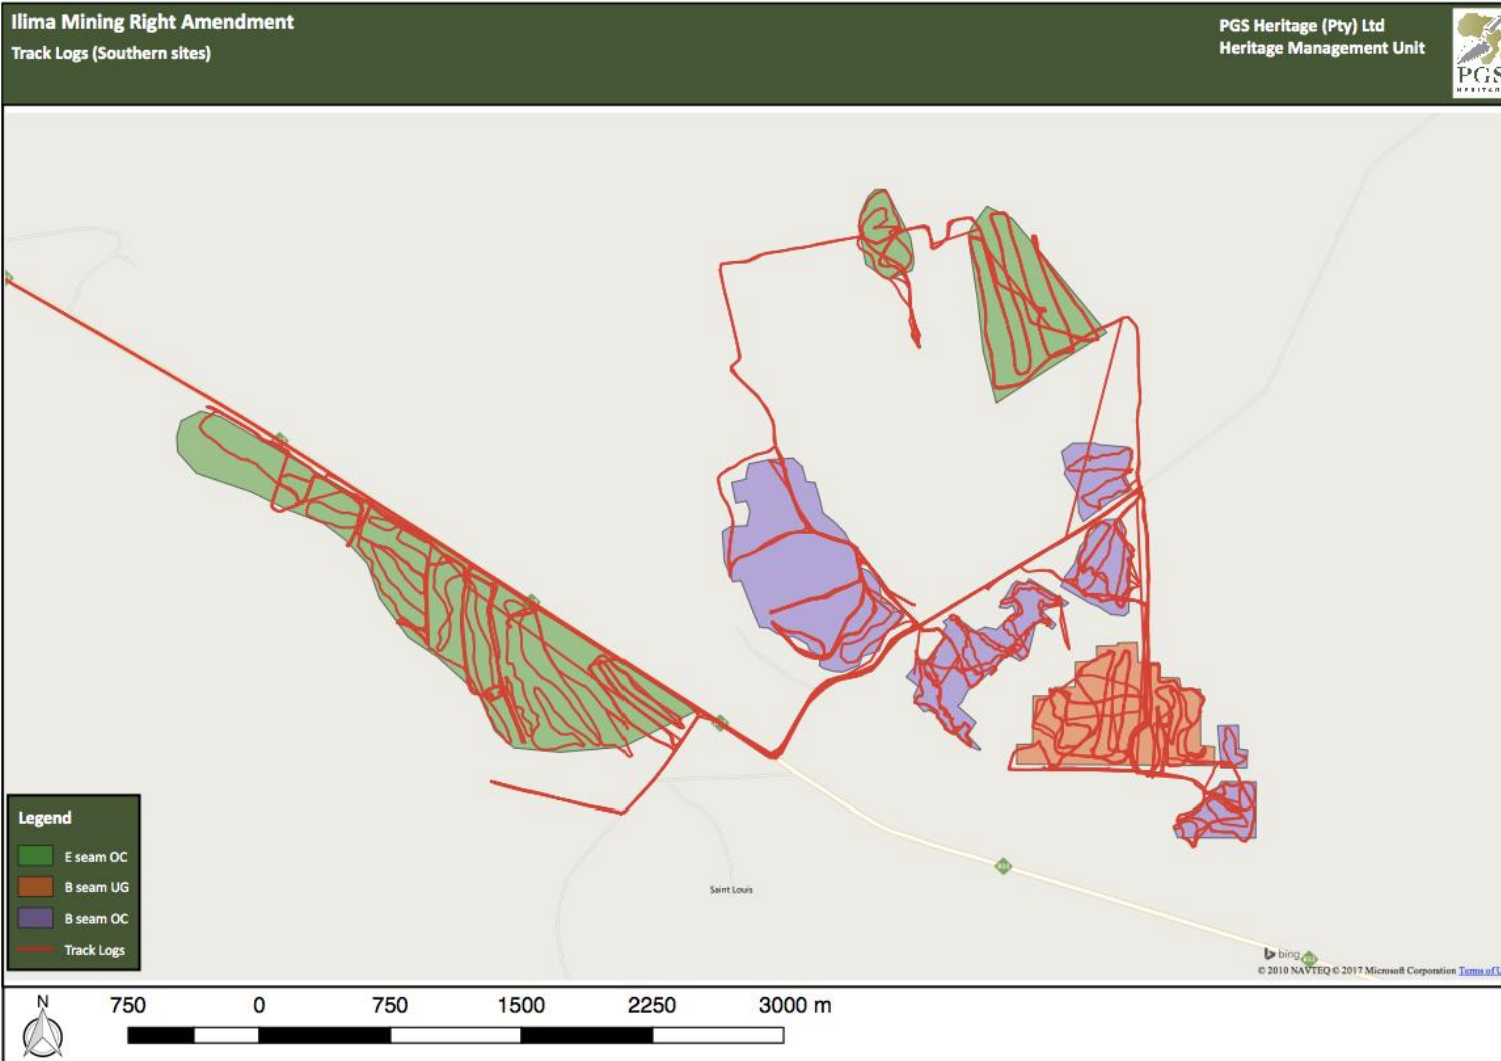 Ilima Mining Right Amendment
Track Logs (Southern sites)
PGS Heritage (Pty) Ltd
Heritage Management Unit
PGS
Saint Louis
Legend
E seam OC
B seam UG
B seam OC
Track Logs
bing
© 2010 NAVTEQ © 2017 Microsoft Corporation Terms of U
N
750 0 750 1500 2250 3000 m